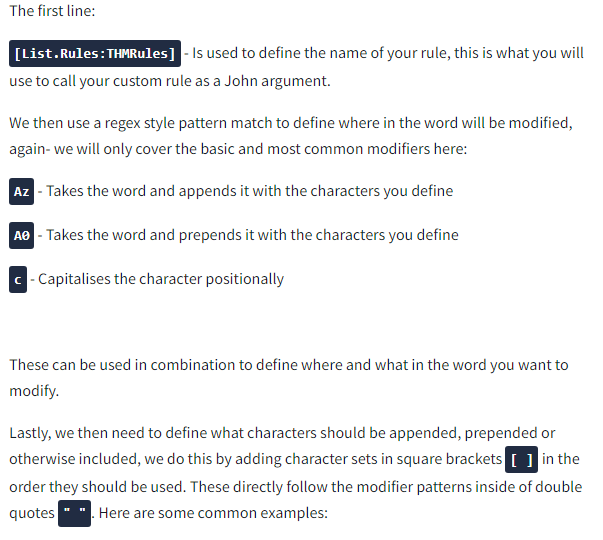 The first line:
[List.Rules:THMRules] - Is used to define the name of your rule, this is what you will
use to call your custom rule as a John argument.
We then use a regex style pattern match to define where in the word will be modified,
again- we will only cover the basic and most common modifiers here:
Az - Takes the word and appends it with the characters you define
A0 - Takes the word and prepends it with the characters you define
c - Capitalises the character positionally
These can be used in combination to define where and what in the word you want to
modify.
Lastly, we then need to define what characters should be appended, prepended or
otherwise included, we do this by adding character sets in square brackets [ ] in the
order they should be used. These directly follow the modifier patterns inside of double
quotes " ". Here are some common examples: